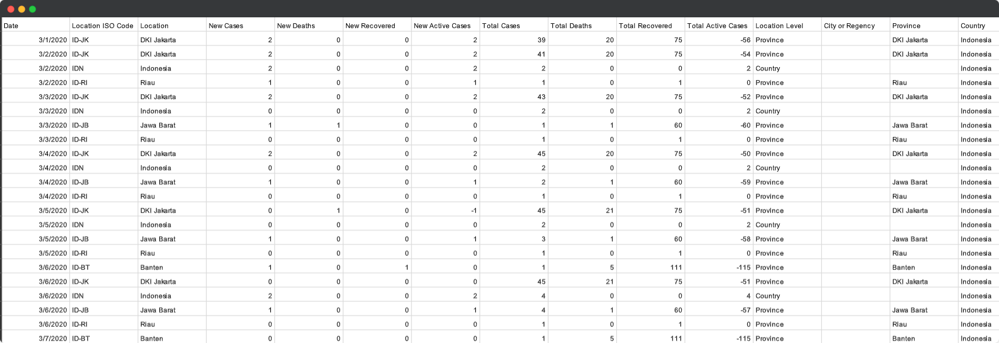 Date Location ISO Code Location New Cases New Deaths New Recovered New Active Cases Total Cases Total Deaths Total Recovered Total Active Cases Location Level City or Regency Province Country
3/1/2020 ID-JK DKI Jakarta 2 0 0 2 39 20 75 -56 Province DKI Jakarta Indonesia
3/2/2020 ID-JK DKI Jakarta 2 0 0 2 41 20 75 -54 Province DKI Jakarta Indonesia
3/2/2020 IDN Indonesia 2 0 0 2 2 0 0 2 Country Indonesia
3/2/2020 ID-RI Riau 1 0 0 1 1 0 1 0 Province Riau Indonesia
3/3/2020 ID-JK DKI Jakarta 2 0 0 2 43 20 75 -52 Province DKI Jakarta Indonesia
3/3/2020 IDN Indonesia 0 0 0 0 2 0 0 2 Country Indonesia
3/3/2020 ID-JB Jawa Barat 1 1 0 0 1 1 60 -60 Province Jawa Barat Indonesia
3/3/2020 ID-RI Riau 0 0 0 0 1 0 1 0 Province Riau Indonesia
3/4/2020 ID-JK DKI Jakarta 2 0 0 2 45 20 75 -50 Province DKI Jakarta Indonesia
3/4/2020 IDN Indonesia 0 0 0 0 2 0 0 2 Country Indonesia
3/4/2020 ID-JB Jawa Barat 1 0 0 1 2 1 60 -59 Province Jawa Barat Indonesia
3/4/2020 ID-RI Riau 0 0 0 0 1 0 1 0 Province Riau Indonesia
3/5/2020 ID-JK DKI Jakarta 0 1 0 -1 45 21 75 -51 Province DKI Jakarta Indonesia
3/5/2020 IDN Indonesia 0 0 0 0 2 0 0 2 Country Indonesia
3/5/2020 ID-JB Jawa Barat 1 0 0 1 3 1 60 -58 Province Jawa Barat Indonesia
3/5/2020 ID-RI Riau 0 0 0 0 1 0 1 0 Province Riau Indonesia
3/6/2020 ID-BT Banten 1 0 1 0 1 5 111 -115 Province Banten Indonesia
3/6/2020 ID-JK DKI Jakarta 0 0 0 0 45 21 75 -51 Province DKI Jakarta Indonesia
3/6/2020 IDN Indonesia 2 0 0 2 4 0 0 4 Country Indonesia
3/6/2020 ID-JB Jawa Barat 1 0 0 1 4 1 60 -57 Province Jawa Barat Indonesia
3/6/2020 ID-RI Riau 0 0 0 0 1 0 1 0 Province Riau Indonesia
3/7/2020 ID-BT Banten 0 0 0 0 1 5 111 -115 Province Banten Indonesia